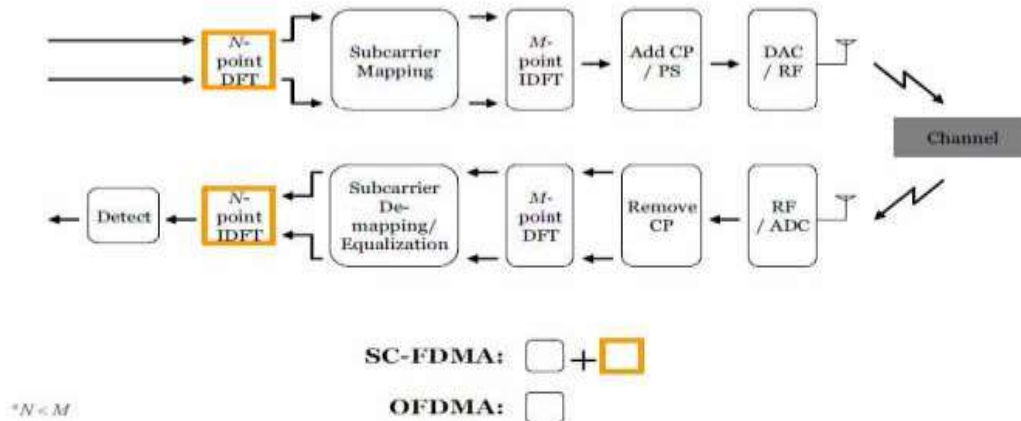 N-
point
DFT
Subcarrier
Mapping
M-
point
IDFT
Add CP
/ PS
DAC
/ RF
Channel
Detect
N-
point
IDFT
Subcarrier
De-
mapping/
Equalization
M-
point
DFT
Remove
CP
RF
/ ADC
SC-FDMA: +
*N < M
OFDMA: